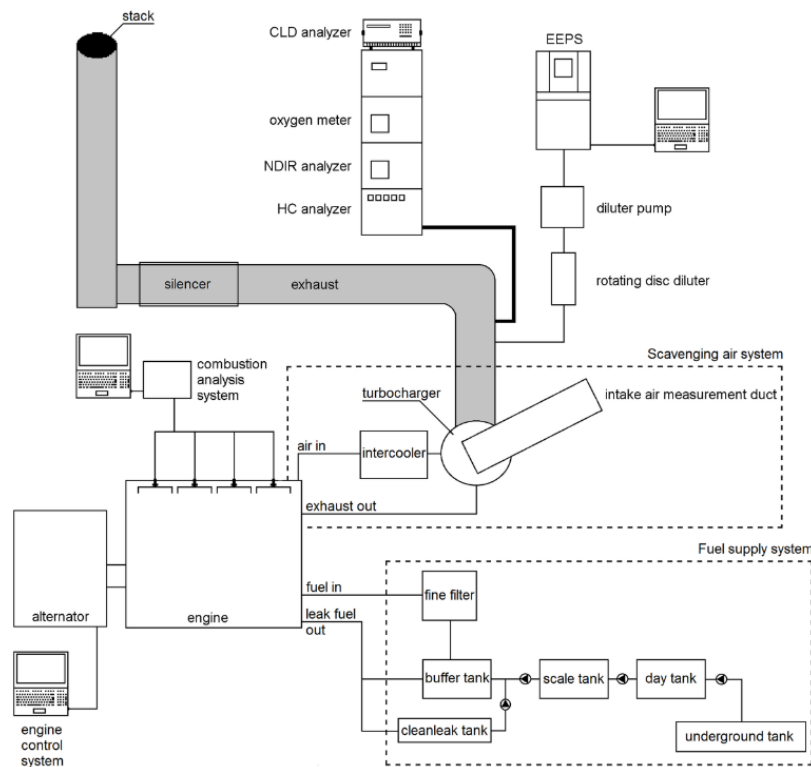 stack
CLD analyzer
EEPS
oxygen meter
NDIR analyzer
HC analyzer
diluter pump
rotating disc diluter
silencer
exhaust
Scavenging air system
combustion
analysis
system
turbocharger
intake air measurement duct
air in
intercooler
exhaust out
Fuel supply system
fuel in
fine filter
alternator
engine
leak fuel
out
buffer tank
scale tank
day tank
cleanleak tank
underground tank
engine
control
system